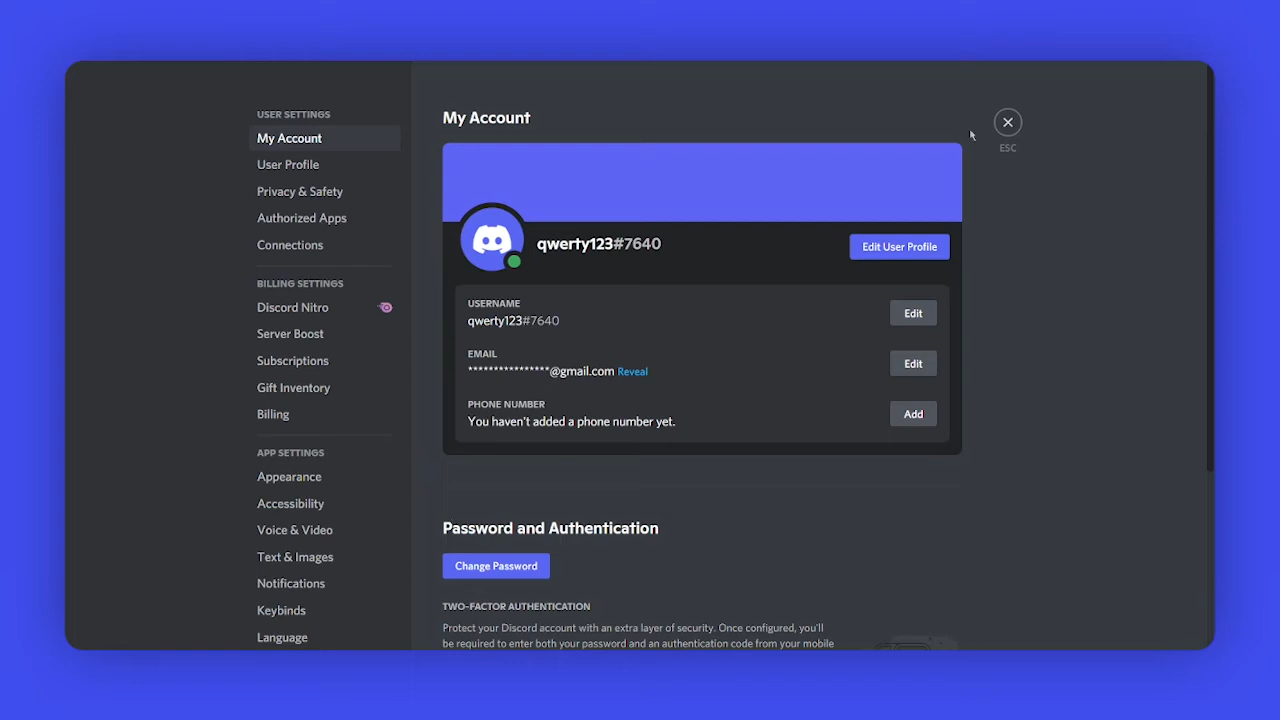 USER SETTINGS
My Account
User Profile
Privacy & Safety
Authorized Apps
Connections
BILLING SETTINGS
Discord Nitro
Server Boost
Subscriptions
Gift Inventory
Billing
APP SETTINGS
Appearance
Accessibility
Voice & Video
Text & Images
Notifications
Keybinds
Language
My Account
ESC
qwerty123#7640
Edit User Profile
USERNAME
qwerty123#7640
Edit
EMAIL
****************@gmail.com Reveal
Edit
PHONE NUMBER
You haven't added a phone number yet.
Add
Password and Authentication
Change Password
TWO-FACTOR AUTHENTICATION
Protect your Discord account with an extra layer of security. Once configured, you'll
be required to enter both your password and an authentication code from your mobile